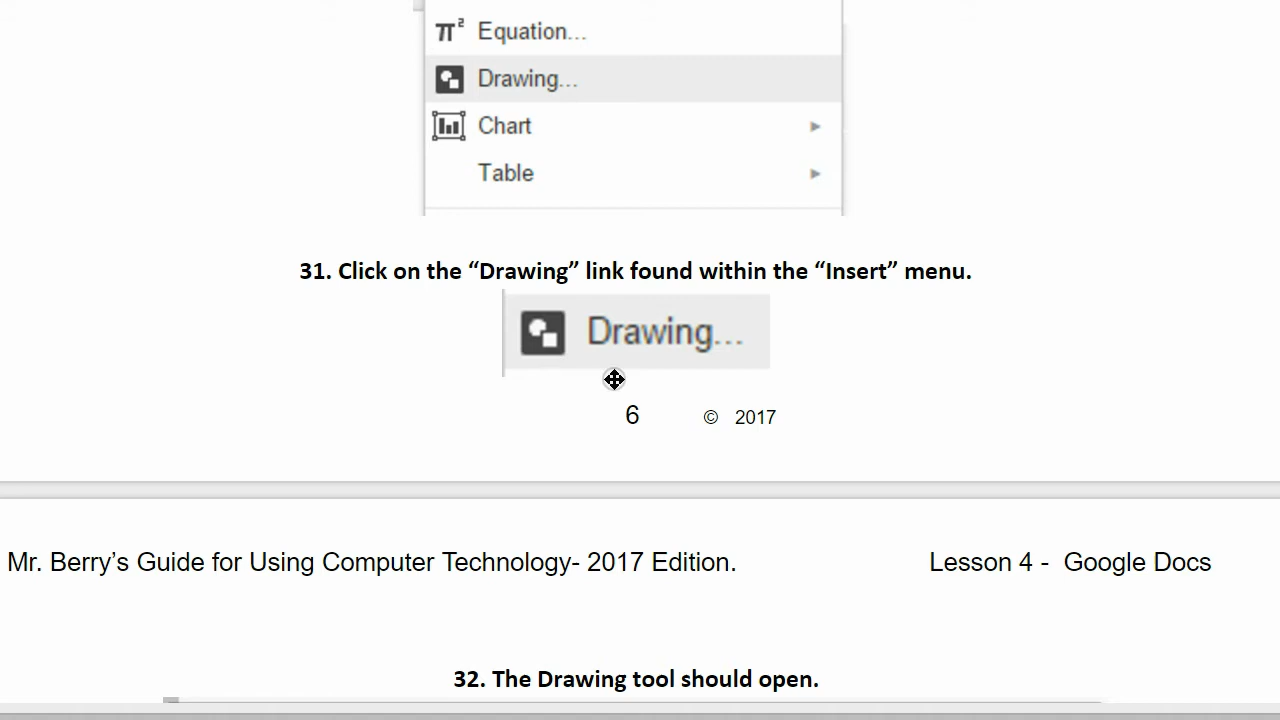 π² Equation...
Drawing...
Chart
Table
31. Click on the “Drawing” link found within the “Insert” menu.
Drawing...
6 © 2017
Mr. Berry’s Guide for Using Computer Technology- 2017 Edition. Lesson 4 - Google Docs
32. The Drawing tool should open.